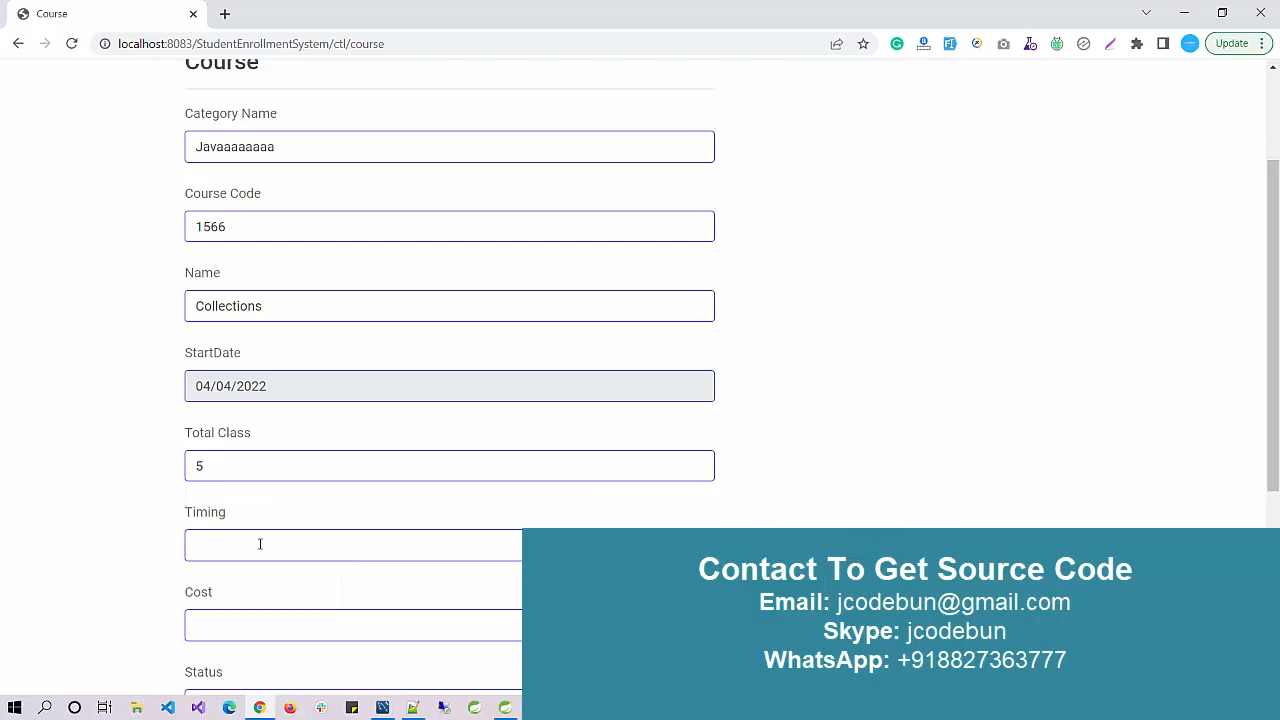 Course
localhost:8083/StudentEnrollmentSystem/ctl/course
Update
Course
Category Name
Javaaaaaaaa
Course Code
1566
Name
Collections
StartDate
04/04/2022
Total Class
5
Timing
Cost
Status
Contact To Get Source Code
Email: jcodebun@gmail.com
Skype: jcodebun
WhatsApp: +918827363777